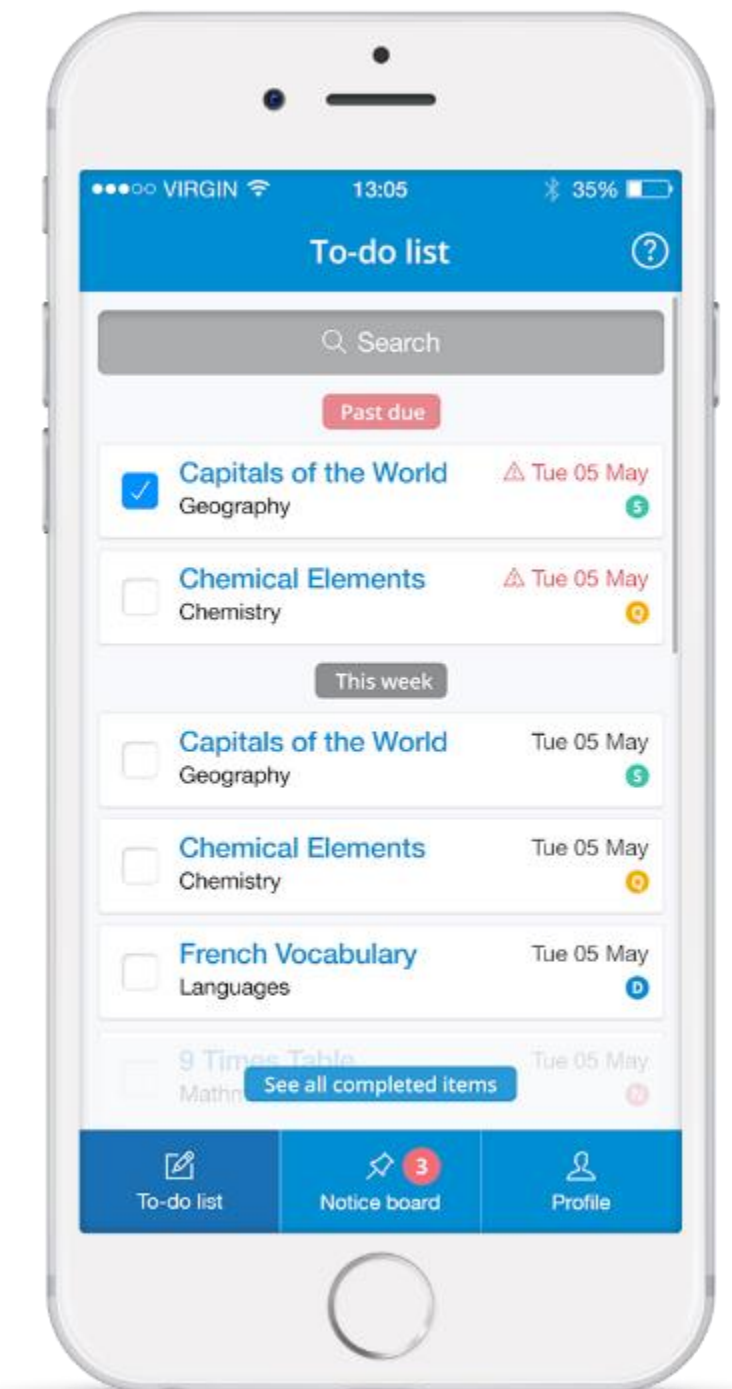 VIRGIN 13:05 35%
To-do list ?
Search
Past due
Capitals of the World Tue 05 May
Geography S
Chemical Elements Tue 05 May
Chemistry Q
This week
Capitals of the World Tue 05 May
Geography S
Chemical Elements Tue 05 May
Chemistry Q
French Vocabulary Tue 05 May
Languages D
9 Times Table Tue 05 May
See all completed items
3
To-do list Notice board Profile